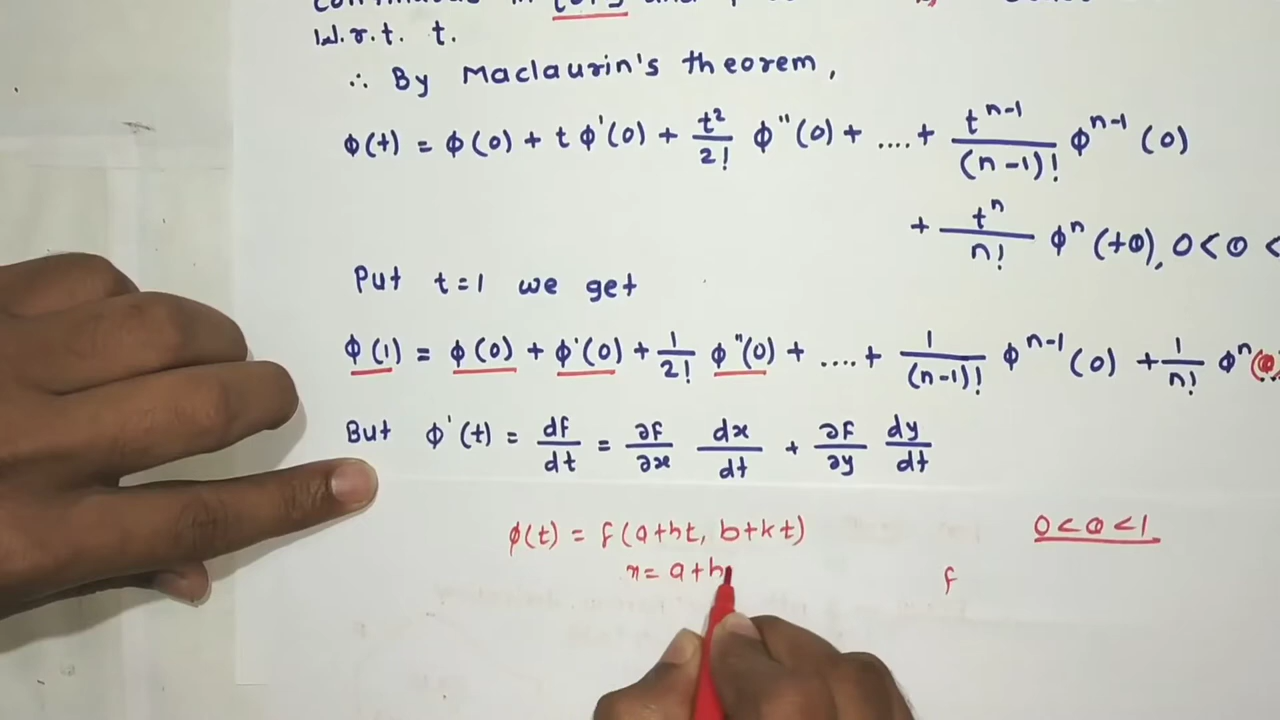 in and
w.r.t. t.
∴ By Maclaurin's theorem,
φ(t) = φ(0) + t φ'(0) + t²/2! φ''(0) + .... + tⁿ⁻¹/(n-1)! φⁿ⁻¹ (0)
+ tⁿ/n! φⁿ (tθ), 0 < θ <
Put t=1 we get
φ(1) = φ(0) + φ'(0) + 1/2! φ''(0) + .... + 1/(n-1)! φⁿ⁻¹ (0) + 1/n! φⁿ (θ)
But φ'(t) = df/dt = ∂f/∂x dx/dt + ∂f/∂y dy/dt
φ(t) = f(a+ht, b+kt) 0<θ<1
x = a+h f